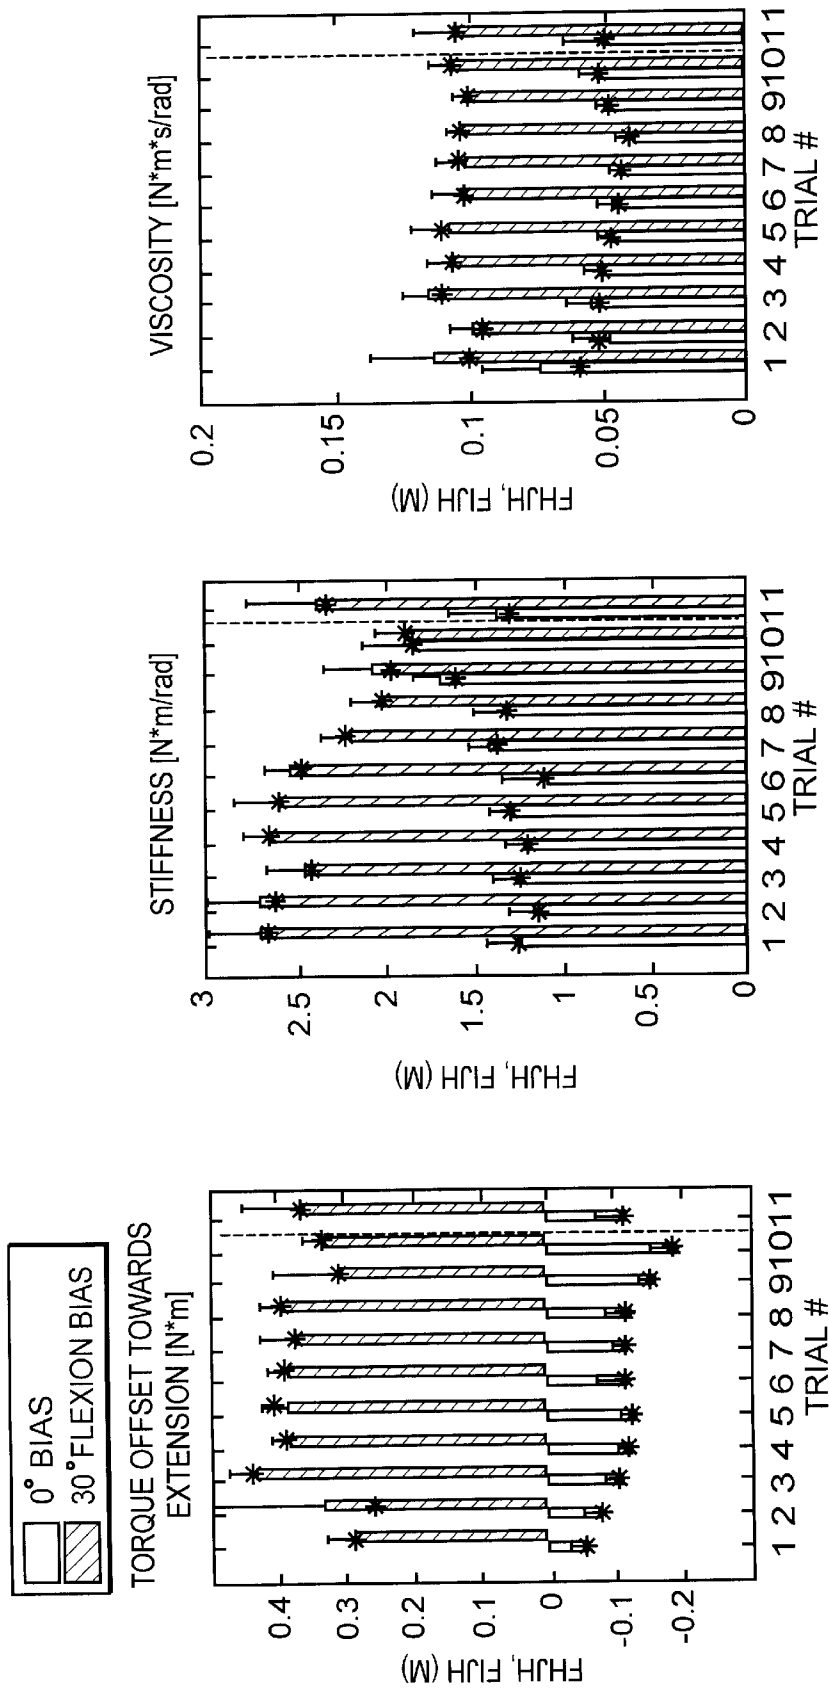 0° BIAS
30° FLEXION BIAS
TORQUE OFFSET TOWARDS
EXTENSION [N*m]
0.4
0.3
0.2
0.1
0
-0.1
-0.2
FHJH, FIJH (M)
1 2 3 4 5 6 7 8 9 10 11
TRIAL #
STIFFNESS [N*m/rad]
3
2.5
2
1.5
1
0.5
0
FHJH, FIJH (M)
1 2 3 4 5 6 7 8 9 10 11
TRIAL #
VISCOSITY [N*m*s/rad]
0.2
0.15
0.1
0.05
0
FHJH, FIJH (M)
1 2 3 4 5 6 7 8 9 10 11
TRIAL #